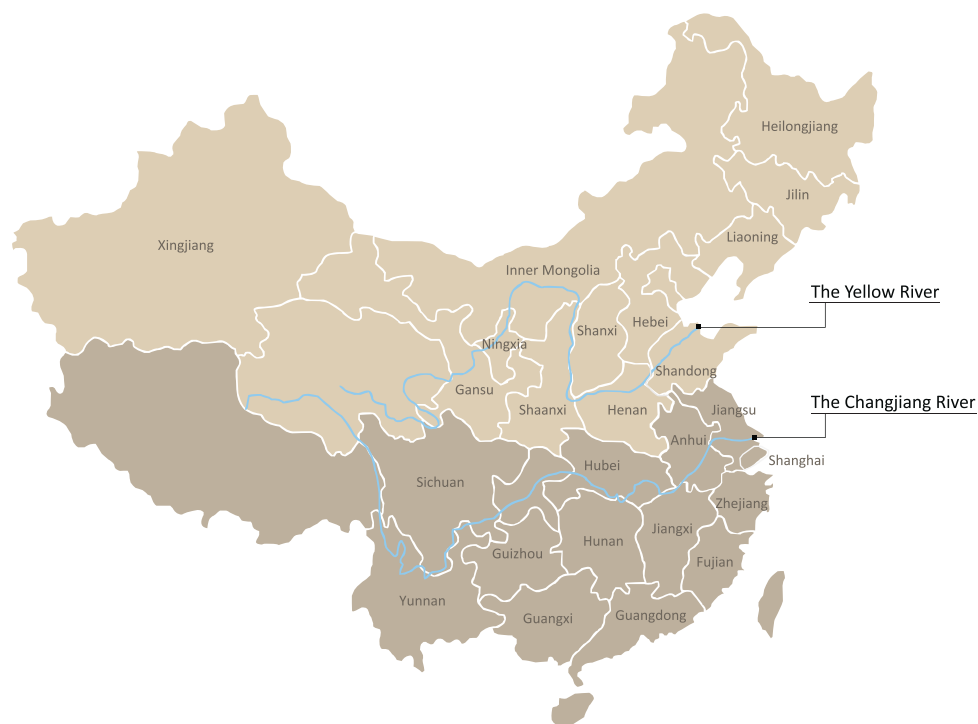 Heilongjiang
Jilin
Liaoning
Xingjiang
Inner Mongolia
The Yellow River
Hebei
Shanxi
Ningxia
Shandong
Gansu
Shaanxi
Henan
Jiangsu
The Changjiang River
Anhui
Shanghai
Hubei
Sichuan
Zhejiang
Jiangxi
Hunan
Guizhou
Fujian
Yunnan
Guangxi
Guangdong